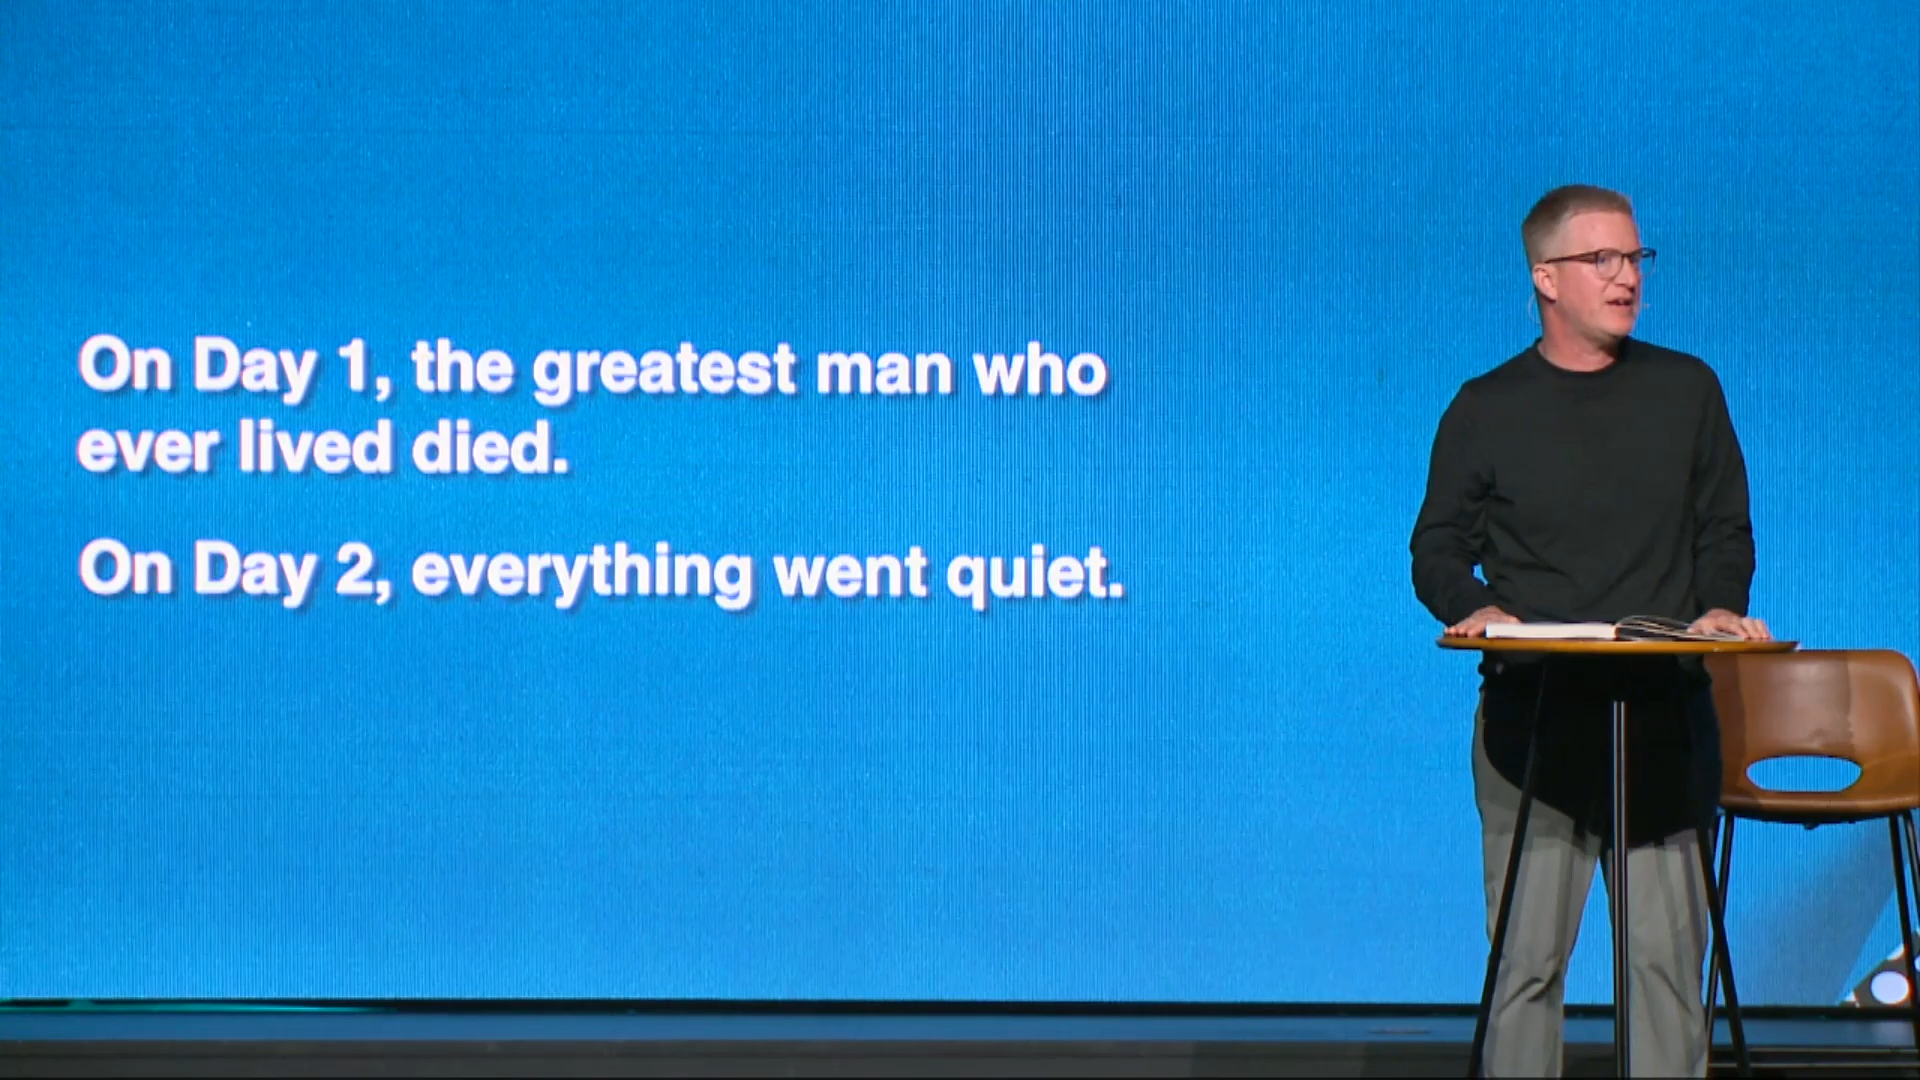 On Day 1, the greatest man who
ever lived died.
On Day 2, everything went quiet.